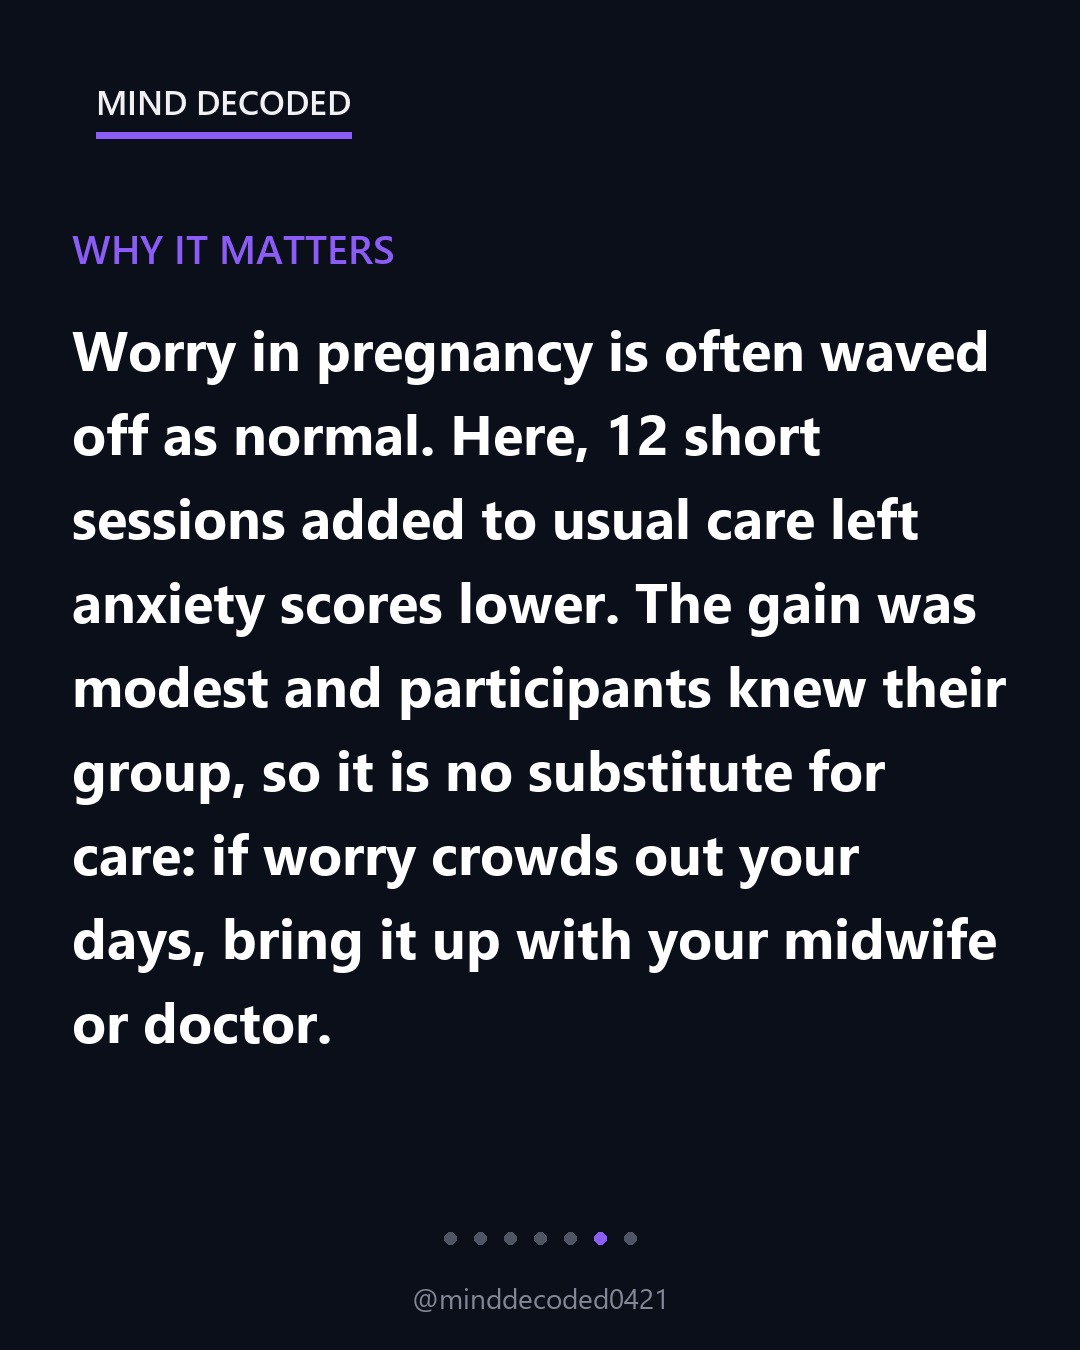 MIND DECODED
WHY IT MATTERS
Worry in pregnancy is often waved
off as normal. Here, 12 short
sessions added to usual care left
anxiety scores lower. The gain was
modest and participants knew their
group, so it is no substitute for
care: if worry crowds out your
days, bring it up with your midwife
or doctor.
@minddecoded0421